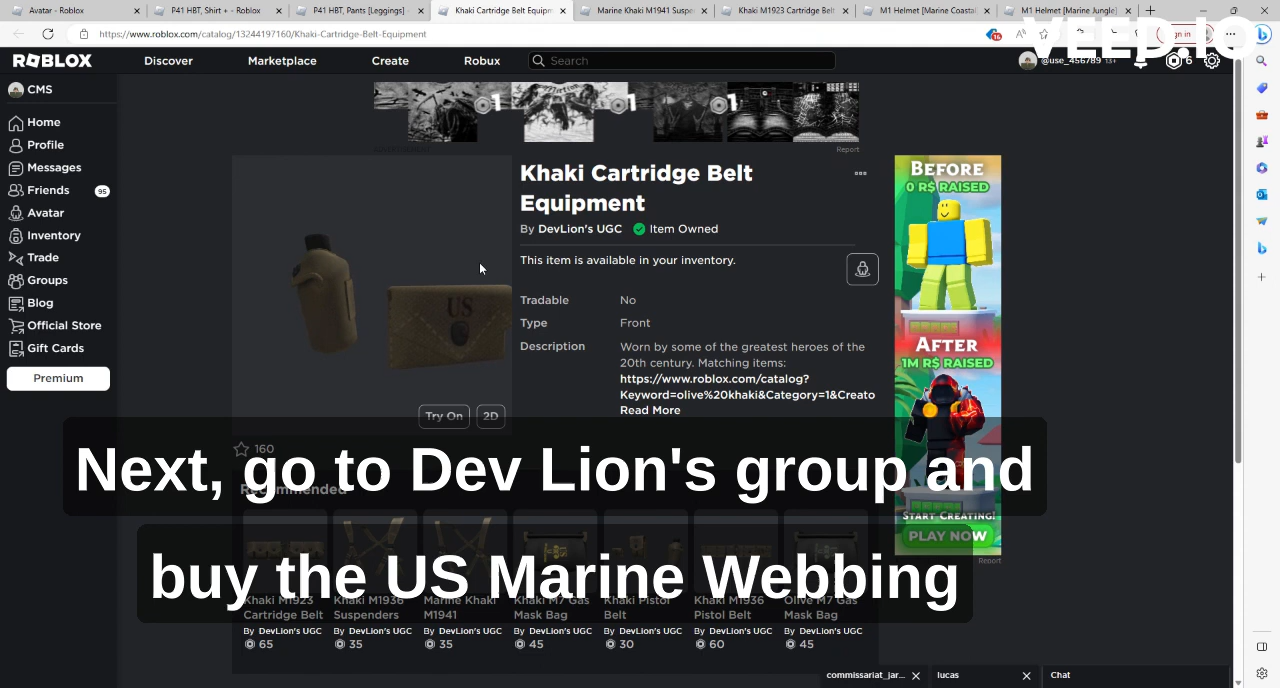 Avatar - Roblox
P41 HBT, Shirt + - Roblox
P41 HBT, Pants [Leggings] -
Khaki Cartridge Belt Equipm
Marine Khaki M1941 Suspe
Khaki M1923 Cartridge Belt
M1 Helmet [Marine Coasta
M1 Helmet [Marine Jungle]
https://www.roblox.com/catalog/13244197160/Khaki-Cartridge-Belt-Equipment
VEED.IO
ROBLOX
Discover
Marketplace
Create
Robux
Search
@use_456789 13+
6
CMS
Home
Profile
Messages
Friends 95
Avatar
Inventory
Trade
Groups
Blog
Official Store
Gift Cards
Premium
ADVERTISEMENT
Report
Khaki Cartridge Belt
Equipment
By DevLion's UGC Item Owned
This item is available in your inventory.
Tradable No
Type Front
Description Worn by some of the greatest heroes of the
20th century. Matching items:
https://www.roblox.com/catalog?
Keyword=olive%20khaki&Category=1&Creato
Read More
US
Try On
2D
160
BEFORE
0 R$ RAISED
AFTER
1M R$ RAISED
START CREATING!
PLAY NOW
Report
Next, go to Dev Lion's group and
buy the US Marine Webbing
Recommended
Khaki M1923
Cartridge Belt
By DevLion's UGC
65
Khaki M1936
Suspenders
By DevLion's UGC
35
Marine Khaki
M1941
By DevLion's UGC
35
Khaki M7 Gas
Mask Bag
By DevLion's UGC
45
Khaki Pistol
Belt
By DevLion's UGC
30
Khaki M1936
Pistol Belt
By DevLion's UGC
60
Olive M7 Gas
Mask Bag
By DevLion's UGC
45
commissariat_jar...
lucas
Chat